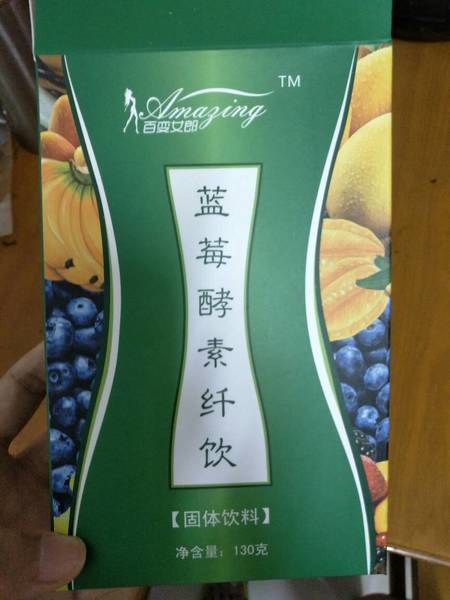 Amazing TM
百变女郎
蓝莓酵素纤饮
【固体饮料】
净含量：130克